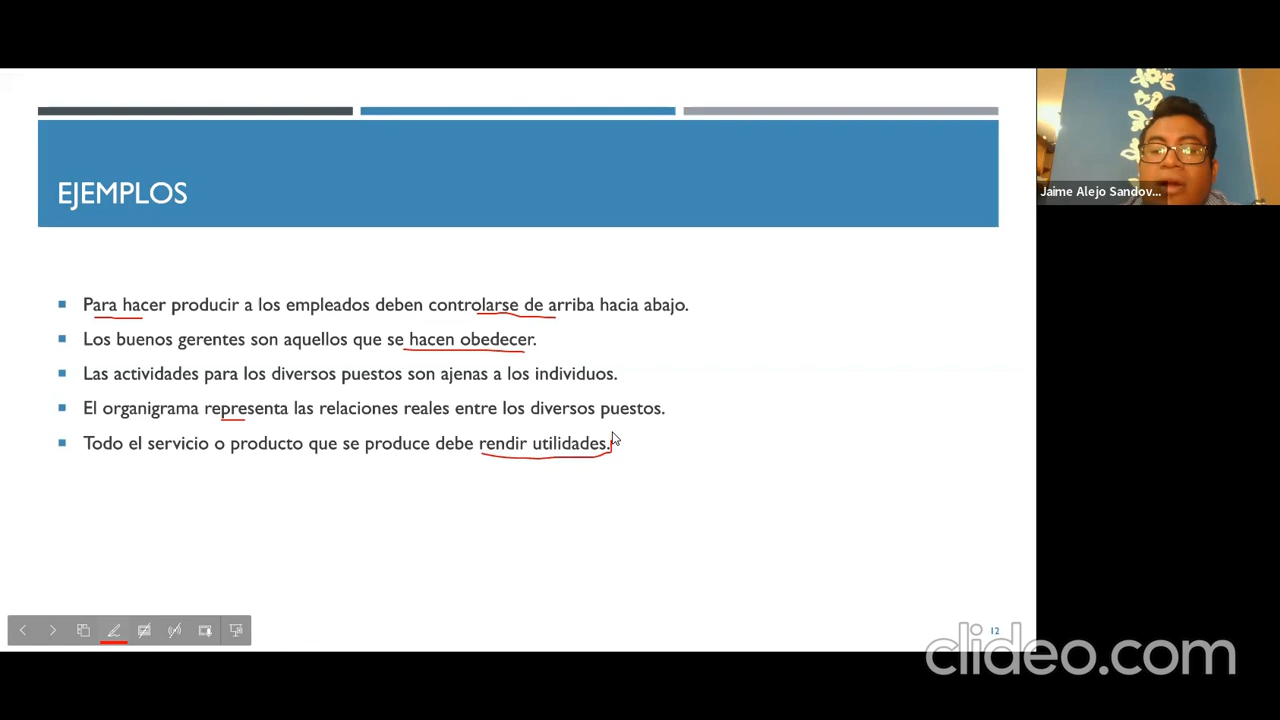 EJEMPLOS
Para hacer producir a los empleados deben controlarse de arriba hacia abajo.
Los buenos gerentes son aquellos que se hacen obedecer.
Las actividades para los diversos puestos son ajenas a los individuos.
El organigrama representa las relaciones reales entre los diversos puestos.
Todo el servicio o producto que se produce debe rendir utilidades.
Jaime Alejo Sandov...
12
clideo.com